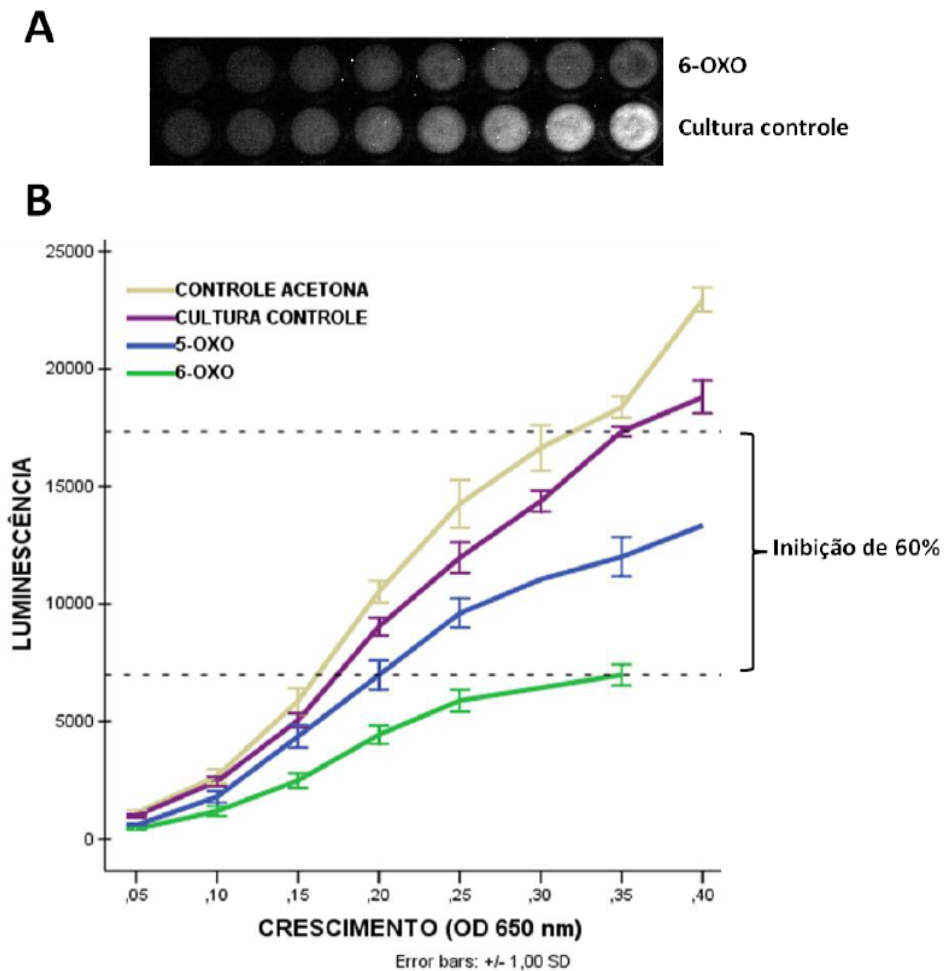 A
6-OXO
Cultura controle
B
25000
20000
15000
10000
5000
0
LUMINESCÊNCIA
CONTROLE ACETONA
CULTURA CONTROLE
5-OXO
6-OXO
Inibição de 60%
,05 ,10 ,15 ,20 ,25 ,30 ,35 ,40
CRESCIMENTO (OD 650 nm)
Error bars: +/- 1,00 SD